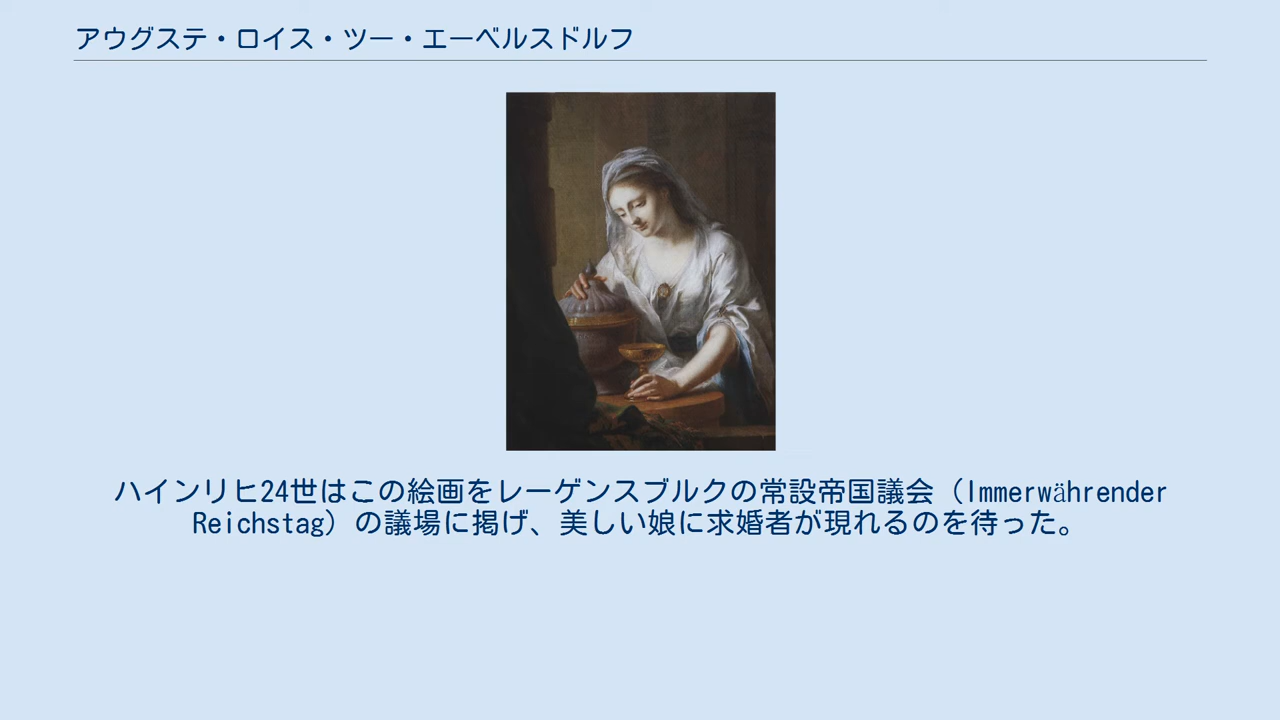 アウグステ・ロイス・ツー・エーベルスドルフ
ハインリヒ24世はこの絵画をレーゲンスブルクの常設帝国議会（Immerwährender
Reichstag）の議場に掲げ、美しい娘に求婚者が現れるのを待った。